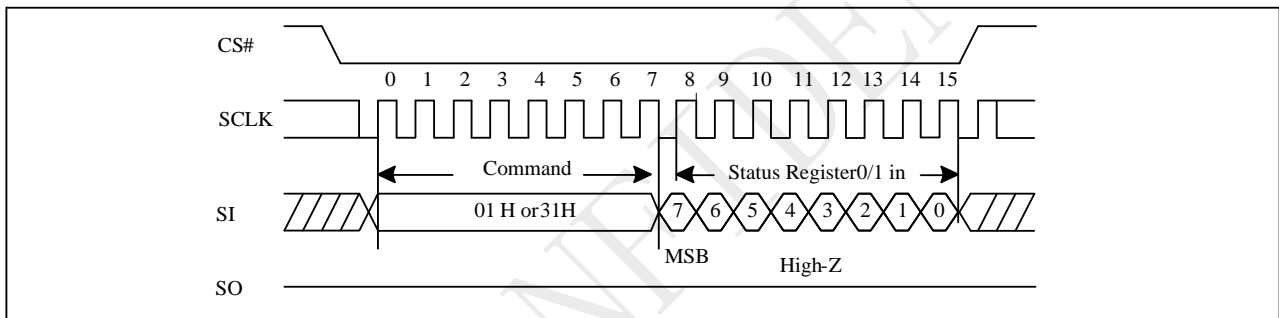 CS#
0 1 2 3 4 5 6 7 8 9 10 11 12 13 14 15
SCLK
Command
Status Register0/1 in
SI
01 H or31H
7 6 5 4 3 2 1 0
MSB
High-Z
SO
NFIDEN